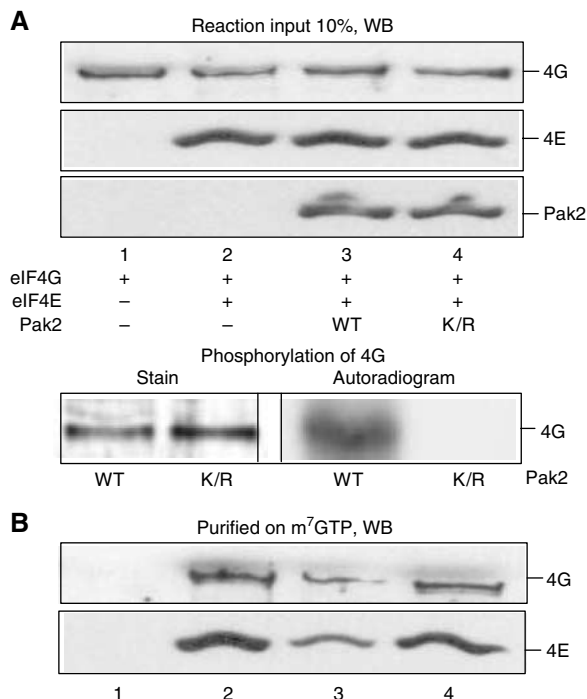 A
Reaction input 10%, WB
4G
4E
Pak2
1 2 3 4
eIF4G + + + +
eIF4E – + + +
Pak2 – – WT K/R
Phosphorylation of 4G
Stain Autoradiogram
4G
WT K/R WT K/R Pak2
B
Purified on m⁷GTP, WB
4G
4E
1 2 3 4